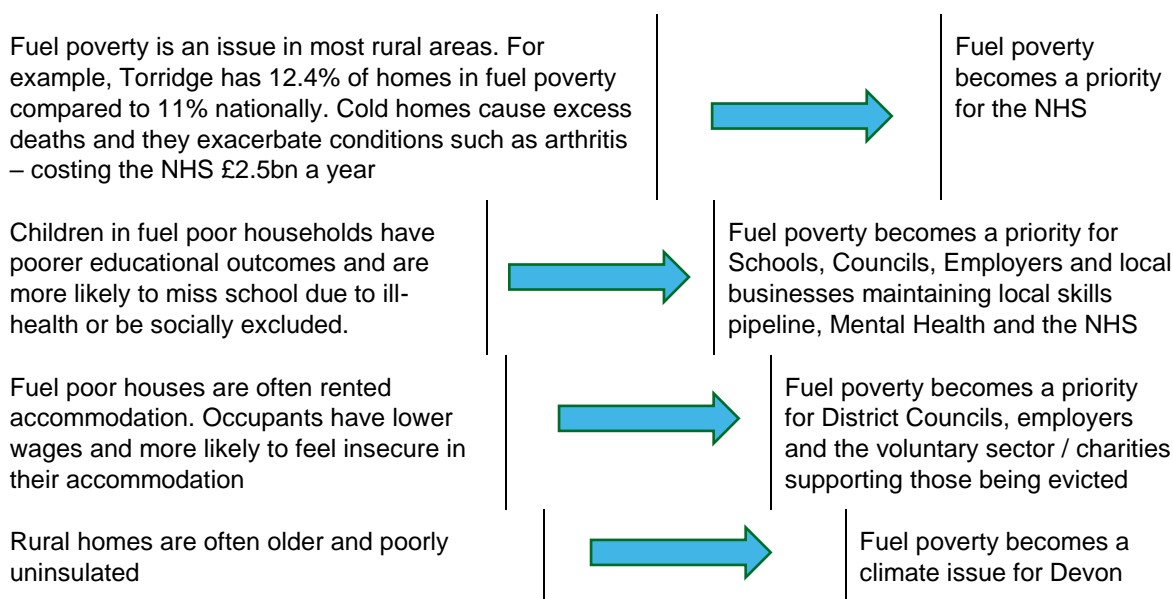 Fuel poverty is an issue in most rural areas. For
example, Torridge has 12.4% of homes in fuel poverty
compared to 11% nationally. Cold homes cause excess
deaths and they exacerbate conditions such as arthritis
– costing the NHS £2.5bn a year
Fuel poverty
becomes a priority
for the NHS
Children in fuel poor households have
poorer educational outcomes and are
more likely to miss school due to ill-
health or be socially excluded.
Fuel poverty becomes a priority for
Schools, Councils, Employers and local
businesses maintaining local skills
pipeline, Mental Health and the NHS
Fuel poor houses are often rented
accommodation. Occupants have lower
wages and more likely to feel insecure in
their accommodation
Fuel poverty becomes a priority
for District Councils, employers
and the voluntary sector / charities
supporting those being evicted
Rural homes are often older and poorly
uninsulated
Fuel poverty becomes a
climate issue for Devon